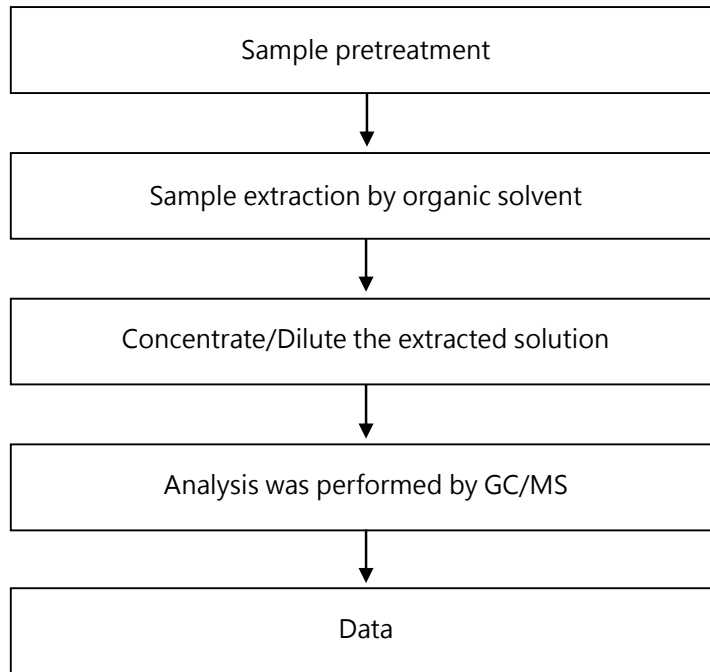 Sample pretreatment
Sample extraction by organic solvent
Concentrate/Dilute the extracted solution
Analysis was performed by GC/MS
Data